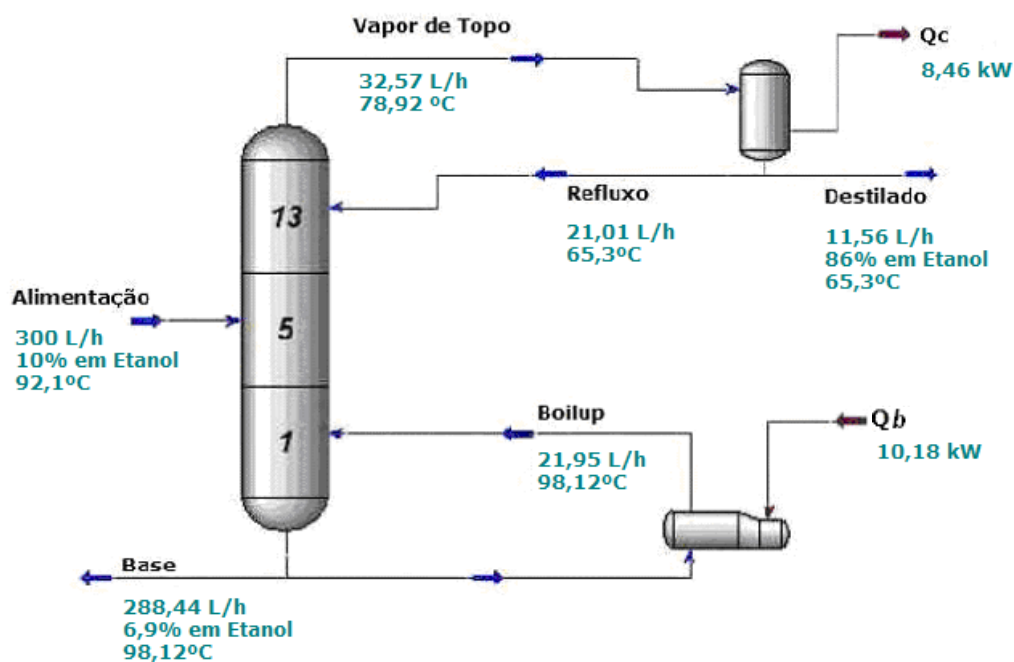 Vapor de Topo
32,57 L/h
78,92 ºC
Qc
8,46 kW
Refluxo
21,01 L/h
65,3ºC
Destilado
11,56 L/h
86% em Etanol
65,3ºC
13
Alimentação
300 L/h
10% em Etanol
92,1ºC
5
Boilup
21,95 L/h
98,12ºC
Qb
10,18 kW
1
Base
288,44 L/h
6,9% em Etanol
98,12ºC